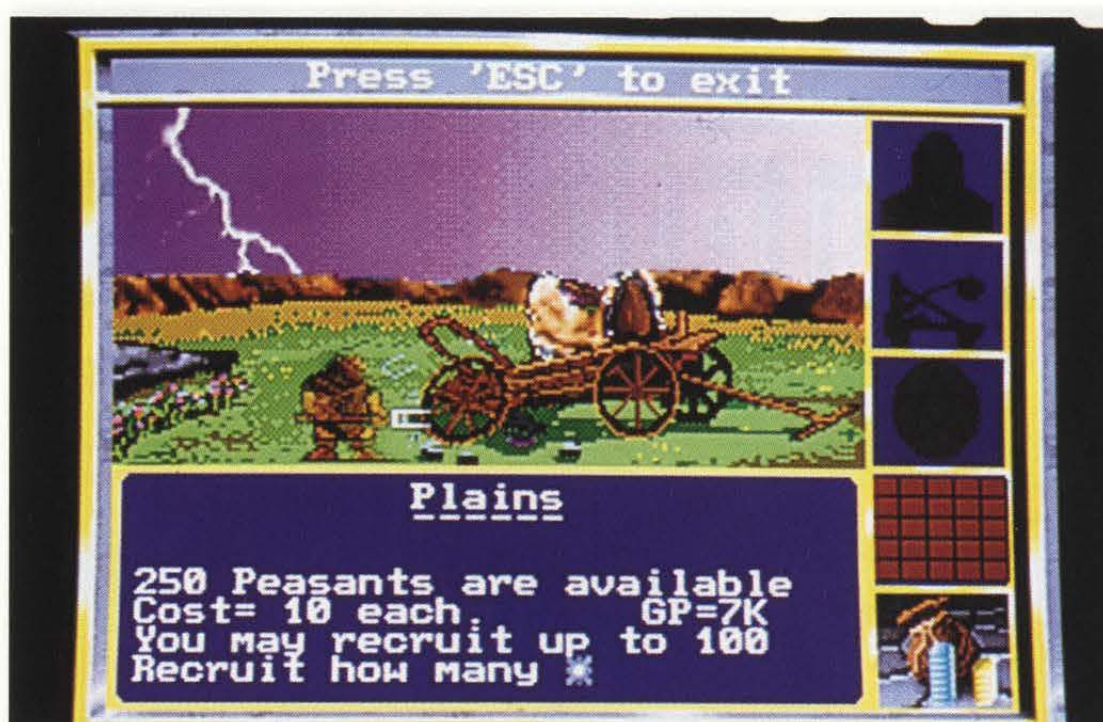 Press 'ESC' to exit
Plains
250 Peasants are available
Cost= 10 each. GP=7K
You may recruit up to 100
Recruit how many